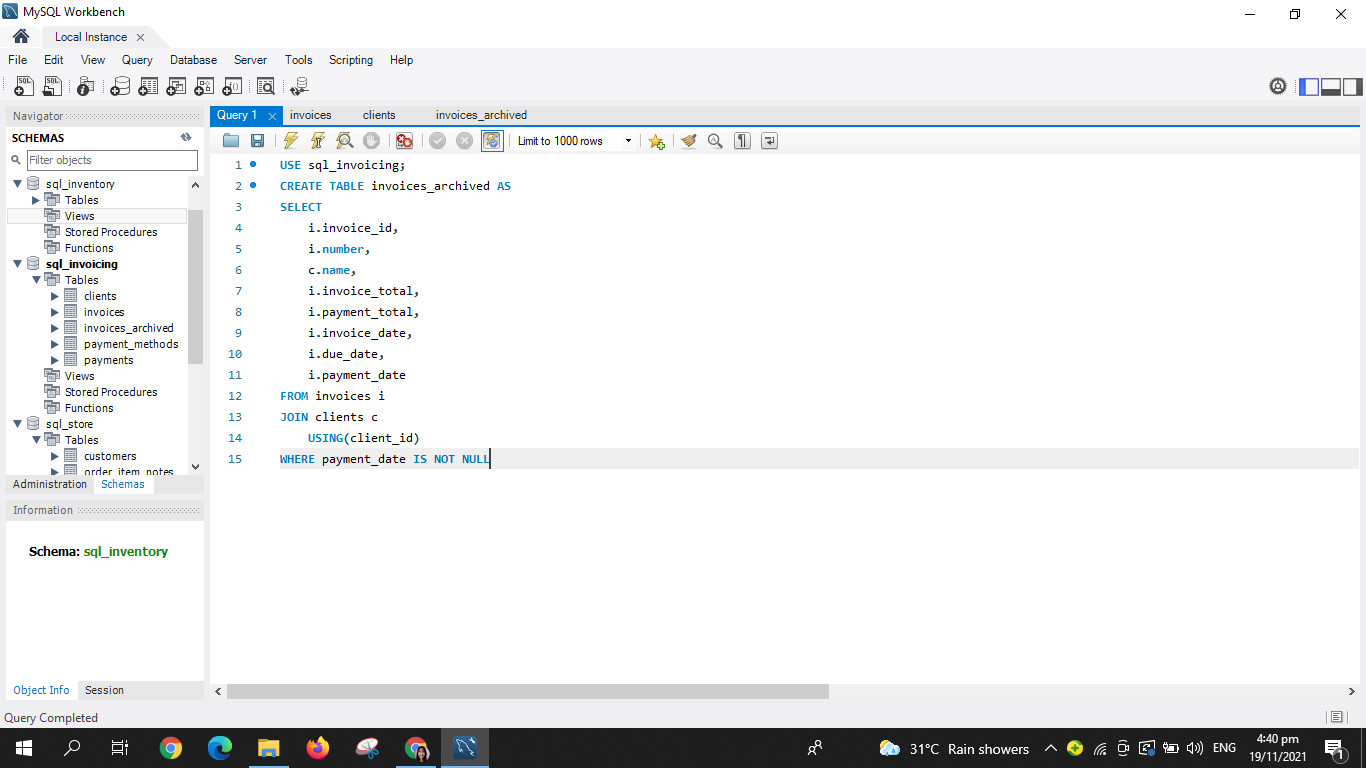 MySQL Workbench
Local Instance
File Edit View Query Database Server Tools Scripting Help
Navigator
SCHEMAS
Filter objects
sql_inventory
Tables
Views
Stored Procedures
Functions
sql_invoicing
Tables
clients
invoices
invoices_archived
payment_methods
payments
Views
Stored Procedures
Functions
sql_store
Tables
customers
order_item_notes
Administration Schemas
Information
Schema: sql_inventory
Object Info Session
Query 1 invoices clients invoices_archived
Limit to 1000 rows
1 USE sql_invoicing;
2 CREATE TABLE invoices_archived AS
3 SELECT
4 i.invoice_id,
5 i.number,
6 c.name,
7 i.invoice_total,
8 i.payment_total,
9 i.invoice_date,
10 i.due_date,
11 i.payment_date
12 FROM invoices i
13 JOIN clients c
14 USING(client_id)
15 WHERE payment_date IS NOT NULL
Query Completed
31°C Rain showers ENG 4:40 pm
19/11/2021
1